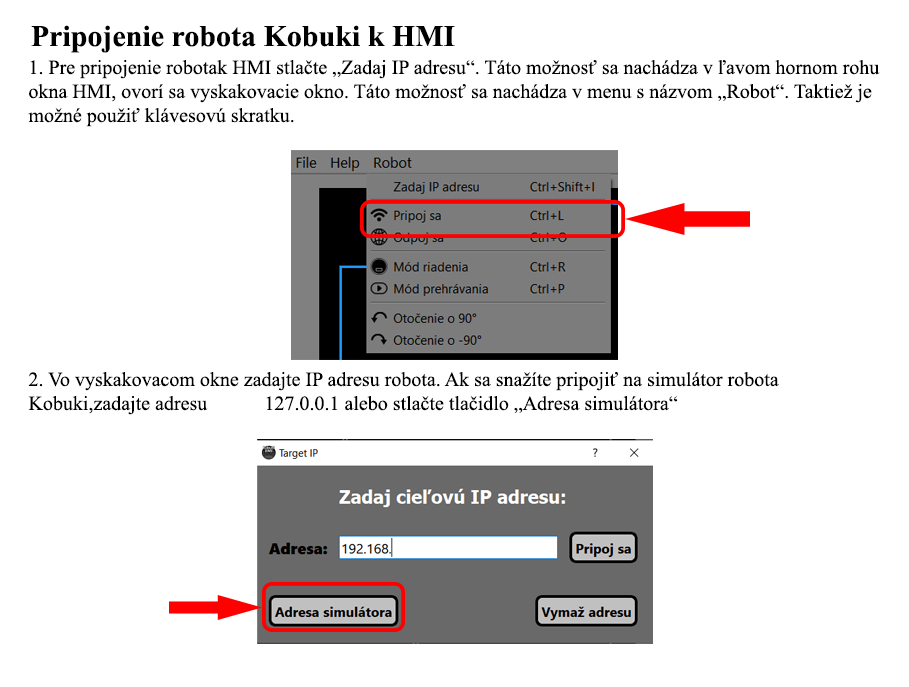 Pripojenie robota Kobuki k HMI
1. Pre pripojenie robotak HMI stlačte „Zadaj IP adresu“. Táto možnosť sa nachádza v ľavom hornom rohu
okna HMI, ovorí sa vyskakovacie okno. Táto možnosť sa nachádza v menu s názvom „Robot“. Taktiež je
možné použiť klávesovú skratku.
File Help Robot
Zadaj IP adresu Ctrl+Shift+I
Pripoj sa Ctrl+L
Odpoj sa Ctrl+O
Mód riadenia Ctrl+R
Mód prehrávania Ctrl+P
Otočenie o 90°
Otočenie o -90°
2. Vo vyskakovacom okne zadajte IP adresu robota. Ak sa snažíte pripojiť na simulátor robota
Kobuki,zadajte adresu 127.0.0.1 alebo stlačte tlačidlo „Adresa simulátora“
Target IP ? ×
Zadaj cieľovú IP adresu:
Adresa: 192.168. Pripoj sa
Adresa simulátora Vymaž adresu